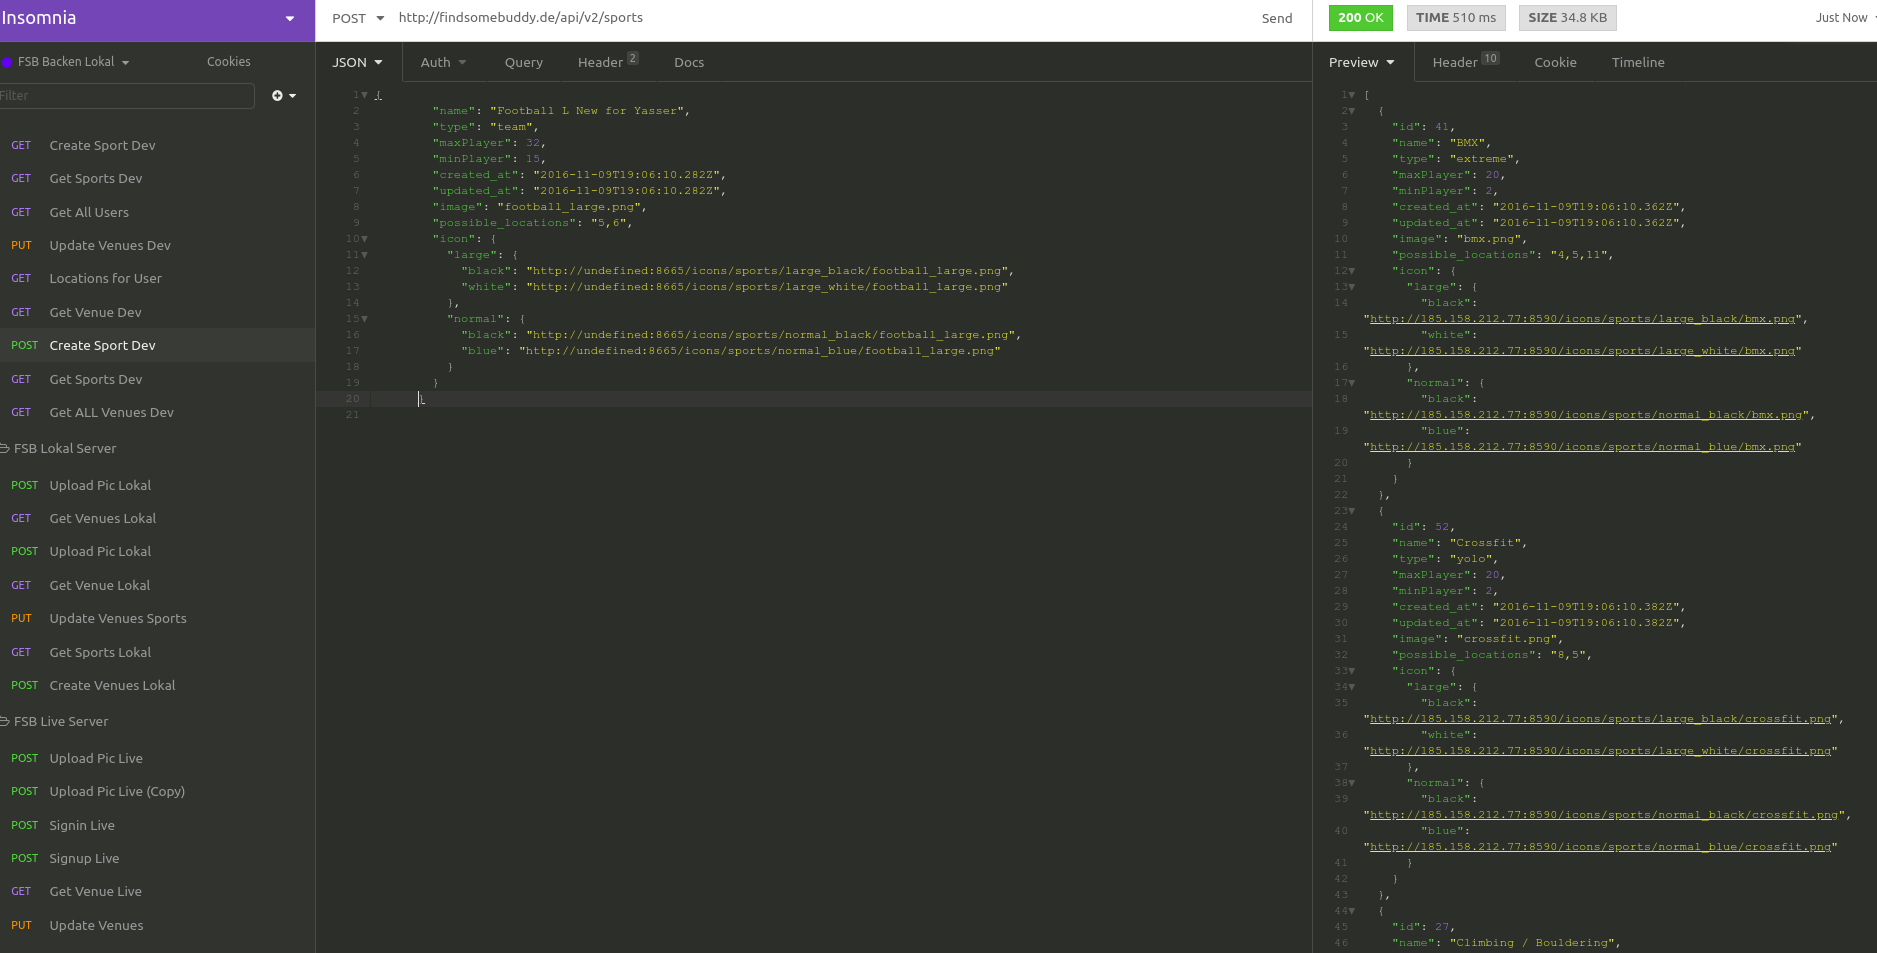 Insomnia
FSB Backen Lokal
Cookies
Filter
GET Create Sport Dev
GET Get Sports Dev
GET Get All Users
PUT Update Venues Dev
GET Locations for User
GET Get Venue Dev
POST Create Sport Dev
GET Get Sports Dev
GET Get ALL Venues Dev
FSB Lokal Server
POST Upload Pic Lokal
GET Get Venues Lokal
POST Upload Pic Lokal
GET Get Venue Lokal
PUT Update Venues Sports
GET Get Sports Lokal
POST Create Venues Lokal
FSB Live Server
POST Upload Pic Live
POST Upload Pic Live (Copy)
POST Signin Live
POST Signup Live
GET Get Venue Live
PUT Update Venues
POST http://findsomebuddy.de/api/v2/sports Send
JSON Auth Query Header 2 Docs
1 {
2 "name": "Football L New for Yasser",
3 "type": "team",
4 "maxPlayer": 32,
5 "minPlayer": 15,
6 "created_at": "2016-11-09T19:06:10.282Z",
7 "updated_at": "2016-11-09T19:06:10.282Z",
8 "image": "football_large.png",
9 "possible_locations": "5,6",
10 "icon": {
11 "large": {
12 "black": "http://undefined:8665/icons/sports/large_black/football_large.png",
13 "white": "http://undefined:8665/icons/sports/large_white/football_large.png"
14 },
15 "normal": {
16 "black": "http://undefined:8665/icons/sports/normal_black/football_large.png",
17 "blue": "http://undefined:8665/icons/sports/normal_blue/football_large.png"
18 }
19 }
20 }
21
200 OK TIME 510 ms SIZE 34.8 KB Just Now
Preview Header 10 Cookie Timeline
1 [
2 {
3 "id": 41,
4 "name": "BMX",
5 "type": "extreme",
6 "maxPlayer": 20,
7 "minPlayer": 2,
8 "created_at": "2016-11-09T19:06:10.362Z",
9 "updated_at": "2016-11-09T19:06:10.362Z",
10 "image": "bmx.png",
11 "possible_locations": "4,5,11",
12 "icon": {
13 "large": {
14 "black":
"http://185.158.212.77:8590/icons/sports/large_black/bmx.png",
15 "white":
"http://185.158.212.77:8590/icons/sports/large_white/bmx.png"
16 },
17 "normal": {
18 "black":
"http://185.158.212.77:8590/icons/sports/normal_black/bmx.png",
19 "blue":
"http://185.158.212.77:8590/icons/sports/normal_blue/bmx.png"
20 }
21 }
22 },
23 {
24 "id": 52,
25 "name": "Crossfit",
26 "type": "yolo",
27 "maxPlayer": 20,
28 "minPlayer": 2,
29 "created_at": "2016-11-09T19:06:10.382Z",
30 "updated_at": "2016-11-09T19:06:10.382Z",
31 "image": "crossfit.png",
32 "possible_locations": "8,5",
33 "icon": {
34 "large": {
35 "black":
"http://185.158.212.77:8590/icons/sports/large_black/crossfit.png",
36 "white":
"http://185.158.212.77:8590/icons/sports/large_white/crossfit.png"
37 },
38 "normal": {
39 "black":
"http://185.158.212.77:8590/icons/sports/normal_black/crossfit.png",
40 "blue":
"http://185.158.212.77:8590/icons/sports/normal_blue/crossfit.png"
41 }
42 }
43 },
44 {
45 "id": 27,
46 "name": "Climbing / Bouldering",